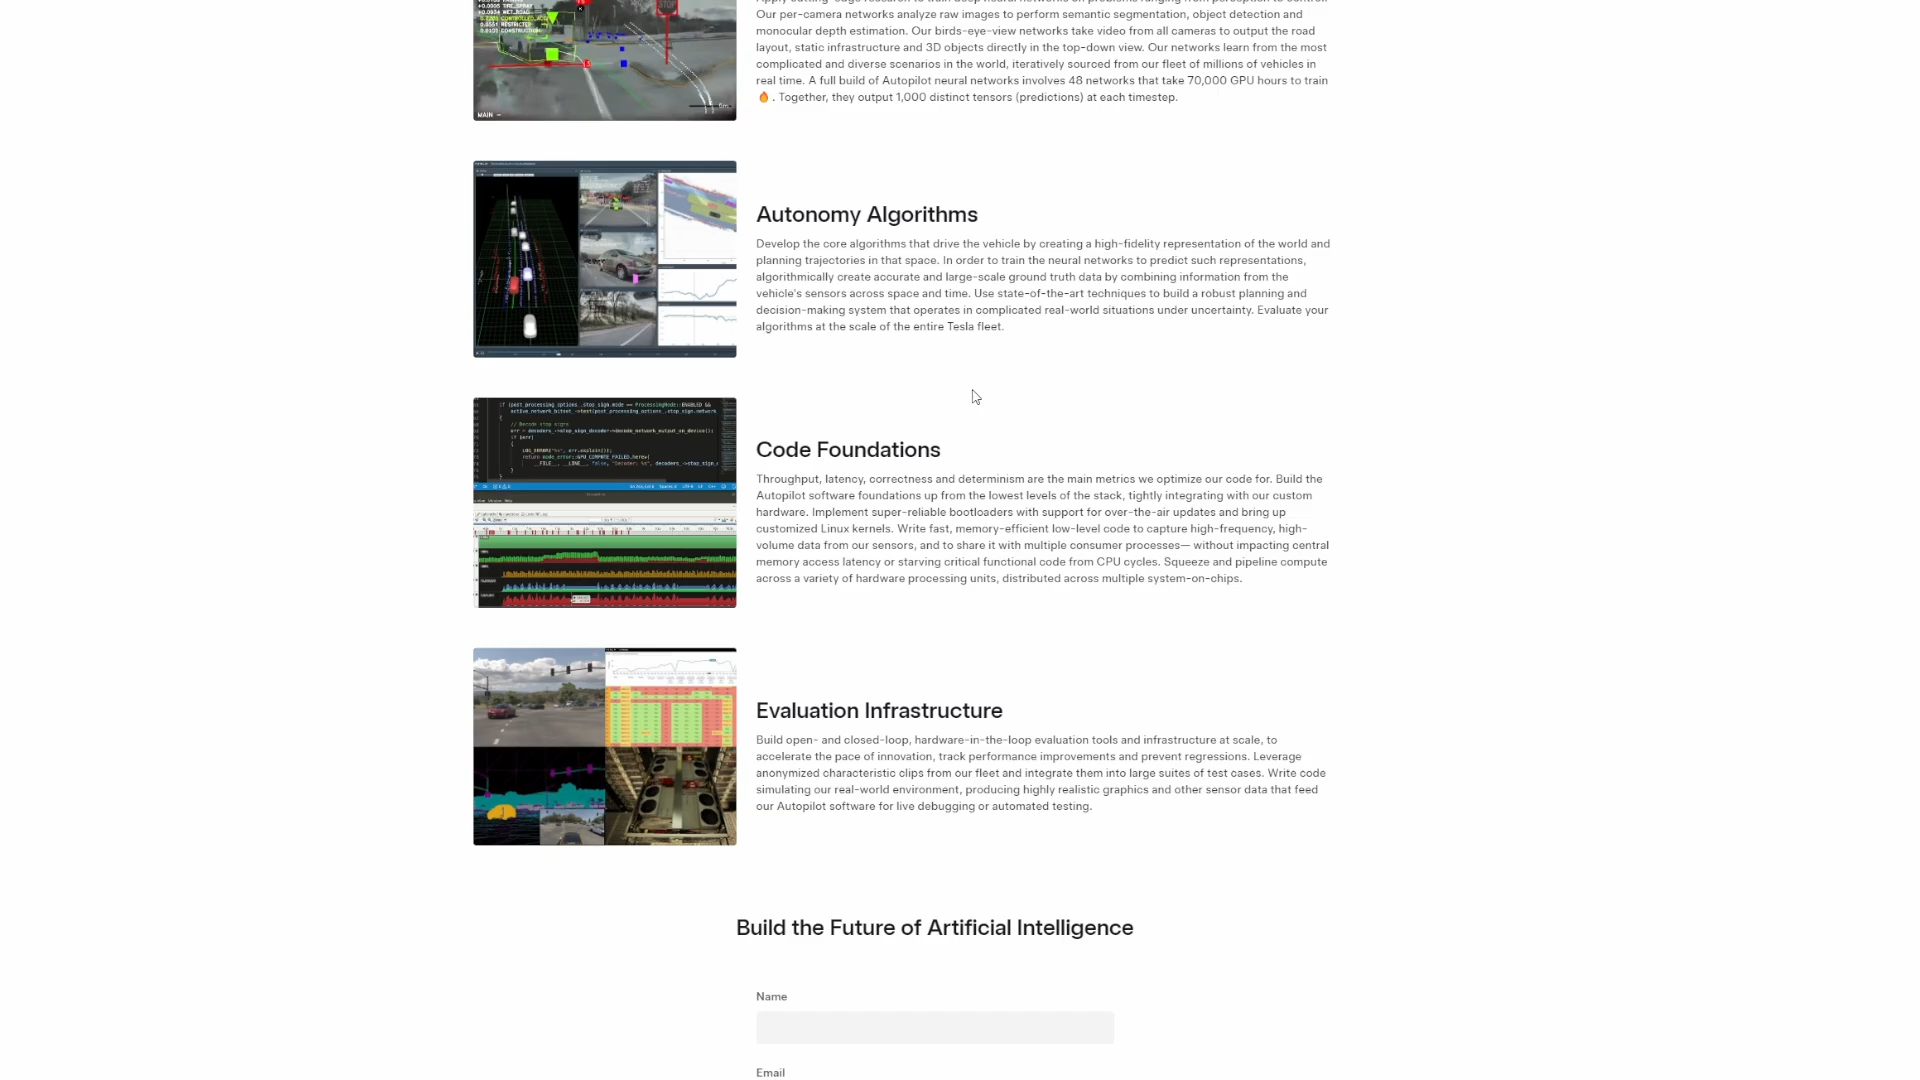 Our per-camera networks analyze raw images to perform semantic segmentation, object detection and
monocular depth estimation. Our birds-eye-view networks take video from all cameras to output the road
layout, static infrastructure and 3D objects directly in the top-down view. Our networks learn from the most
complicated and diverse scenarios in the world, iteratively sourced from our fleet of millions of vehicles in
real time. A full build of Autopilot neural networks involves 48 networks that take 70,000 GPU hours to train
🔥 . Together, they output 1,000 distinct tensors (predictions) at each timestep.
MAIN
STOP
Autonomy Algorithms
Develop the core algorithms that drive the vehicle by creating a high-fidelity representation of the world and
planning trajectories in that space. In order to train the neural networks to predict such representations,
algorithmically create accurate and large-scale ground truth data by combining information from the
vehicle's sensors across space and time. Use state-of-the-art techniques to build a robust planning and
decision-making system that operates in complicated real-world situations under uncertainty. Evaluate your
algorithms at the scale of the entire Tesla fleet.
// Decode stop signs
Code Foundations
Throughput, latency, correctness and determinism are the main metrics we optimize our code for. Build the
Autopilot software foundations up from the lowest levels of the stack, tightly integrating with our custom
hardware. Implement super-reliable bootloaders with support for over-the-air updates and bring up
customized Linux kernels. Write fast, memory-efficient low-level code to capture high-frequency, high-
volume data from our sensors, and to share it with multiple consumer processes— without impacting central
memory access latency or starving critical functional code from CPU cycles. Squeeze and pipeline compute
across a variety of hardware processing units, distributed across multiple system-on-chips.
Evaluation Infrastructure
Build open- and closed-loop, hardware-in-the-loop evaluation tools and infrastructure at scale, to
accelerate the pace of innovation, track performance improvements and prevent regressions. Leverage
anonymized characteristic clips from our fleet and integrate them into large suites of test cases. Write code
simulating our real-world environment, producing highly realistic graphics and other sensor data that feed
our Autopilot software for live debugging or automated testing.
Build the Future of Artificial Intelligence
Name
Email